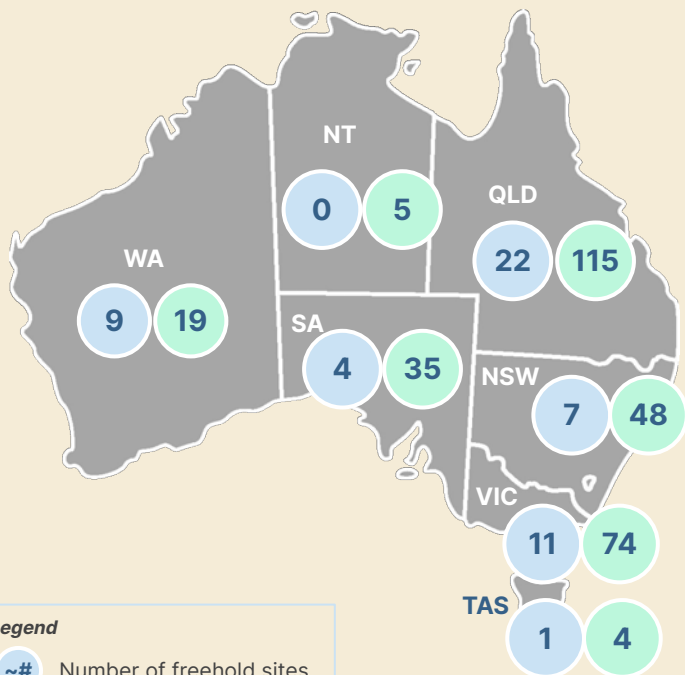 NT
0 5
QLD
22 115
WA
9 19
SA
4 35
NSW
7 48
VIC
11 74
TAS
1 4
egend
~# Number of freehold sites